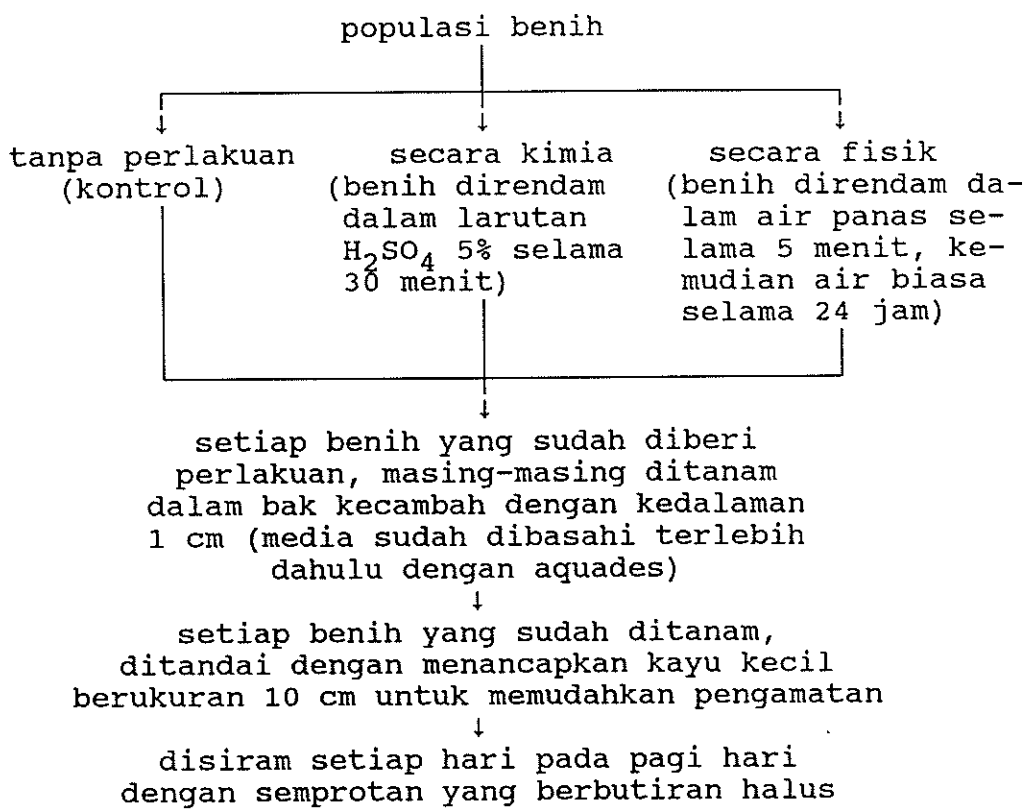 populasi benih
tanpa perlakuan
(kontrol)
secara kimia
(benih direndam
dalam larutan
H₂SO₄ 5% selama
30 menit)
secara fisik
(benih direndam da-
lam air panas se-
lama 5 menit, ke-
mudian air biasa
selama 24 jam)
setiap benih yang sudah diberi
perlakuan, masing-masing ditanam
dalam bak kecambah dengan kedalaman
1 cm (media sudah dibasahi terlebih
dahulu dengan aquades)
setiap benih yang sudah ditanam,
ditandai dengan menancapkan kayu kecil
berukuran 10 cm untuk memudahkan pengamatan
disiram setiap hari pada pagi hari
dengan semprotan yang berbutiran halus